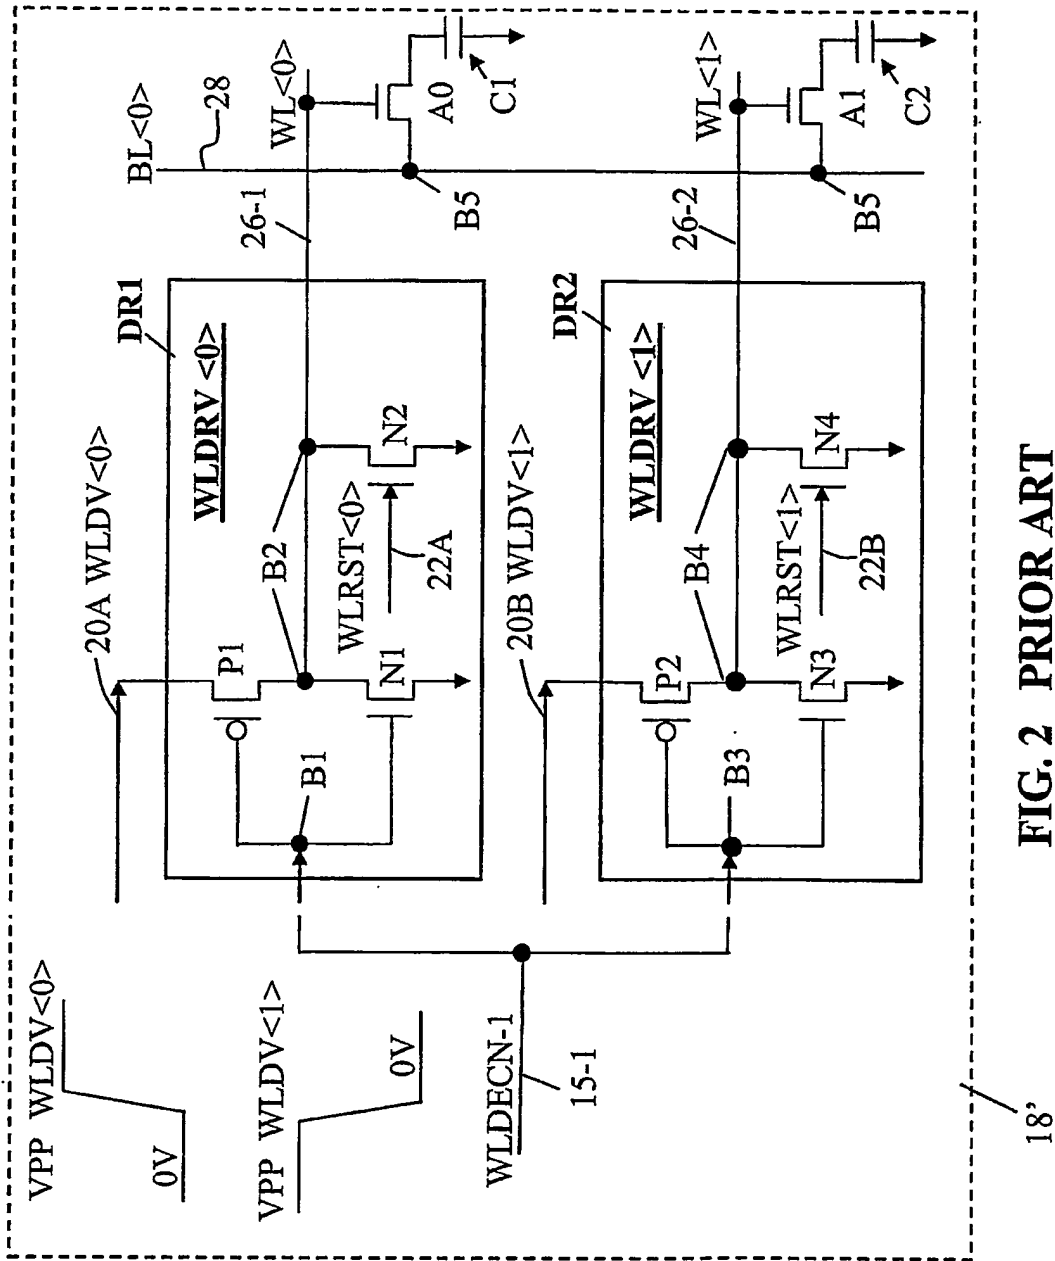 VPP WLDV<0>
0V
VPP WLDV<1>
0V
WLDECN-1
15-1
20A WLDV<0>
DR1
WLDRV <0>
P1
B1
B2
N1
N2
WLRST<0>
22A
26-1
BL<0>
28
WL<0>
A0
C1
B5
20B WLDV<1>
DR2
WLDRV <1>
P2
B3
B4
N3
N4
WLRST<1>
22B
26-2
WL<1>
A1
C2
B5
18'
FIG. 2 PRIOR ART